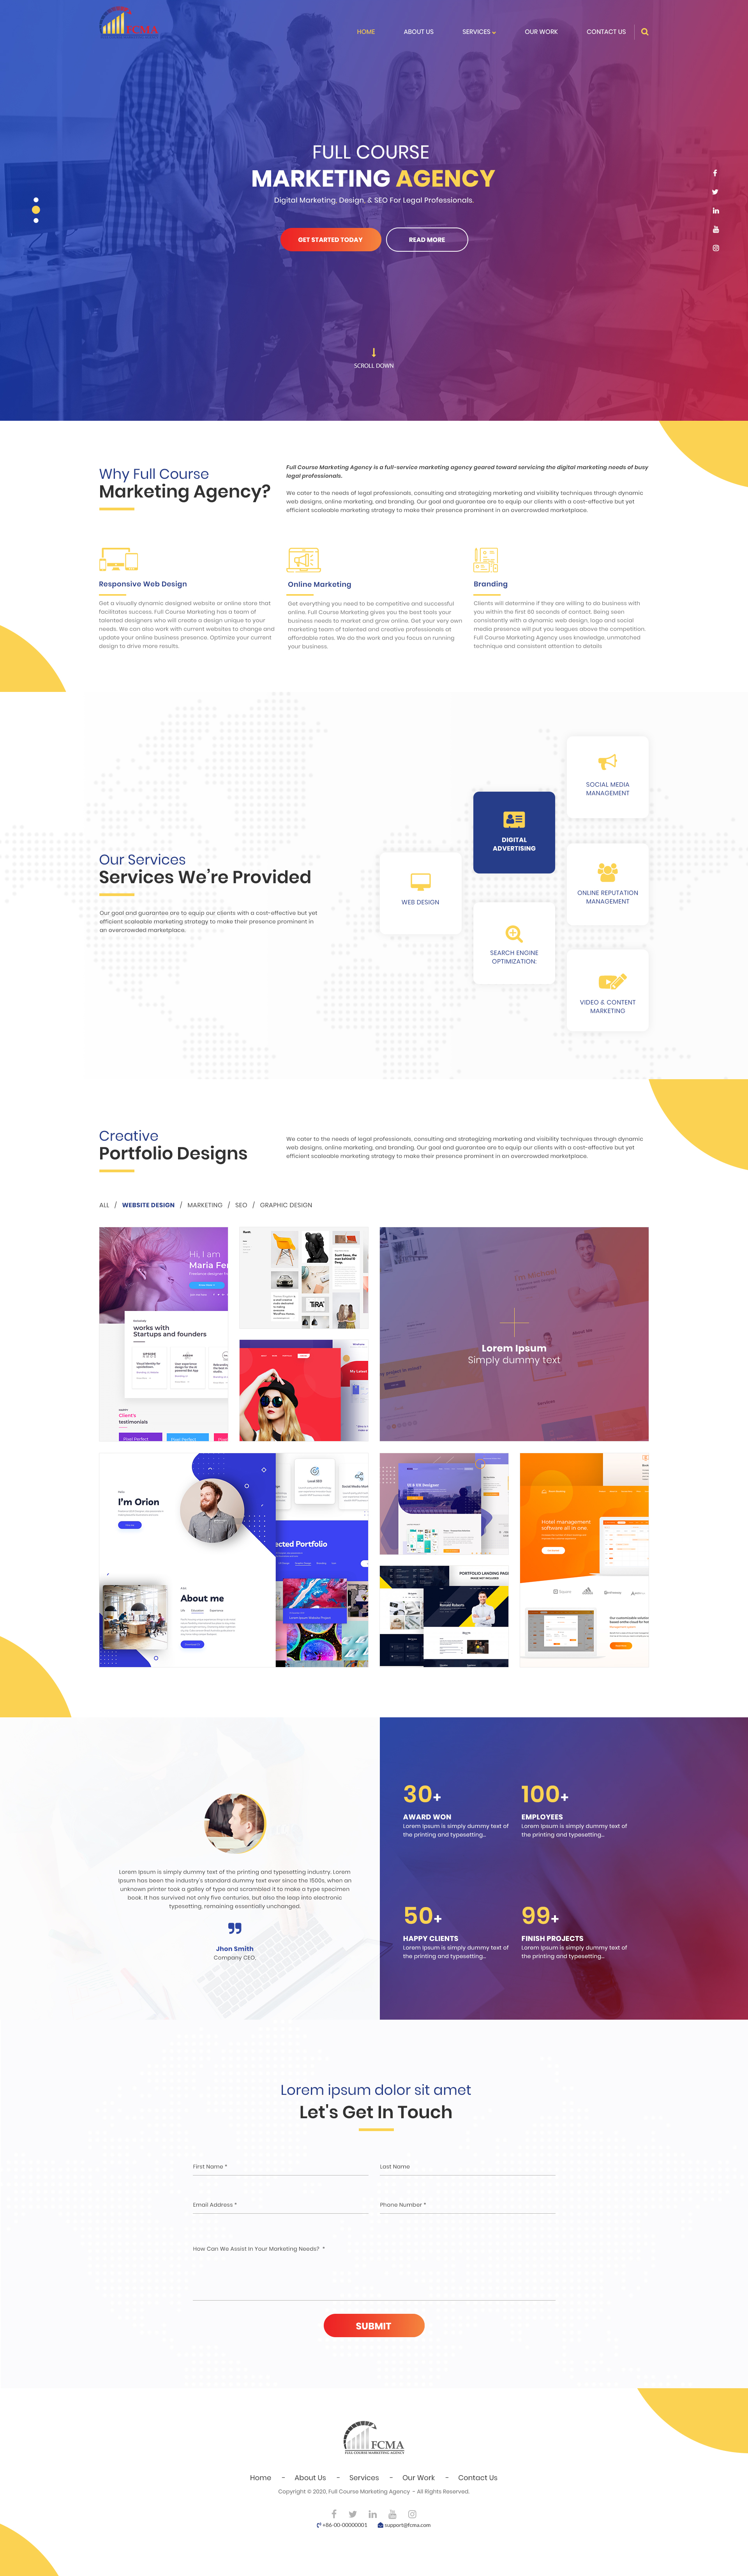 FCMA
HOME
ABOUT US
SERVICES
OUR WORK
CONTACT US
FULL COURSE
MARKETING AGENCY
Digital Marketing, Design, & SEO For Legal Professionals.
GET STARTED TODAY
READ MORE
SCROLL DOWN
Why Full Course
Marketing Agency?
Full Course Marketing Agency is a full-service marketing agency geared toward servicing the digital marketing needs of busy
legal professionals.
We cater to the needs of legal professionals, consulting and strategizing marketing and visibility techniques through dynamic
web designs, online marketing, and branding. Our goal and guarantee are to equip our clients with a cost-effective but yet
efficient scaleable marketing strategy to make their presence prominent in an overcrowded marketplace.
Responsive Web Design
Get a visually dynamic designed website or online store that
facilitates success. Full Course Marketing has a team of
talented designers who will create a design unique to your
needs. We can also work with current websites to change and
update your online business presence. Optimize your current
design to drive more results.
Online Marketing
Get everything you need to be competitive and successful
online. Full Course Marketing gives you the best tools your
business needs to market and grow online. Get your very own
marketing team of talented and creative professionals at
affordable rates. We do the work and you focus on running
your business.
Branding
Clients will determine if they are willing to do business with
you within the first 60 seconds of contact. Being seen
consistently with a dynamic web design, logo and social
media presence will put you leagues above the competition.
Full Course Marketing Agency uses knowledge, unmatched
technique and consistent attention to details
Our Services
Services We're Provided
Our goal and guarantee are to equip our clients with a cost-effective but yet
efficient scaleable marketing strategy to make their presence prominent in
an overcrowded marketplace.
WEB DESIGN
DIGITAL
ADVERTISING
SEARCH ENGINE
OPTIMIZATION:
SOCIAL MEDIA
MANAGEMENT
ONLINE REPUTATION
MANAGEMENT
VIDEO & CONTENT
MARKETING
Creative
Portfolio Designs
We cater to the needs of legal professionals, consulting and strategizing marketing and visibility techniques through dynamic
web designs, online marketing, and branding. Our goal and guarantee are to equip our clients with a cost-effective but yet
efficient scaleable marketing strategy to make their presence prominent in an overcrowded marketplace.
ALL / WEBSITE DESIGN / MARKETING / SEO / GRAPHIC DESIGN
Hi, I am
Maria Fer
works with
Startups and founders
Client's
testimonials
TiRA
My Latest
Lorem Ipsum
Simply dummy text
I'm Orion
About me
ected Portfolio
UI & UX Designer
PORTFOLIO LANDING PAGE
Hotel management
software all in one
30+
AWARD WON
Lorem Ipsum is simply dummy text of
the printing and typesetting...
100+
EMPLOYEES
Lorem Ipsum is simply dummy text of
the printing and typesetting...
50+
HAPPY CLIENTS
Lorem Ipsum is simply dummy text of
the printing and typesetting...
99+
FINISH PROJECTS
Lorem Ipsum is simply dummy text of
the printing and typesetting...
Lorem Ipsum is simply dummy text of the printing and typesetting industry. Lorem
Ipsum has been the industry's standard dummy text ever since the 1500s, when an
unknown printer took a galley of type and scrambled it to make a type specimen
book. It has survived not only five centuries, but also the leap into electronic
typesetting, remaining essentially unchanged.
Jhon Smith
Company CEO.
Lorem ipsum dolor sit amet
Let's Get In Touch
First Name *
Last Name
Email Address *
Phone Number *
How Can We Assist In Your Marketing Needs? *
SUBMIT
FCMA
FULL COURSE MARKETING AGENCY
Home - About Us - Services - Our Work - Contact Us
Copyright © 2020, Full Course Marketing Agency - All Rights Reserved.
+86-00-00000001
support@fcma.com